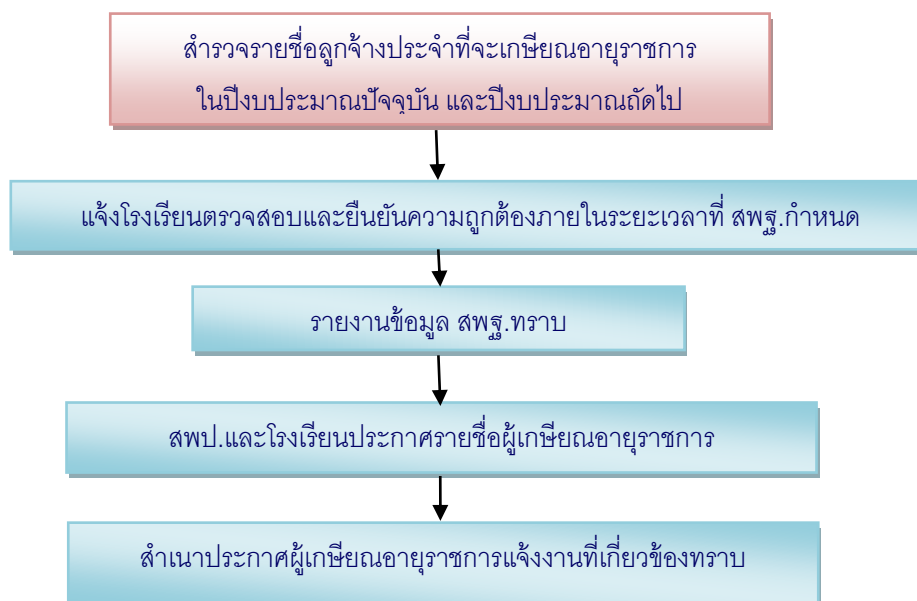 สำรวจรายชื่อลูกจ้างประจำที่จะเกษียณอายุราชการ
ในปีงบประมาณปัจจุบัน และปีงบประมาณถัดไป
แจ้งโรงเรียนตรวจสอบและยืนยันความถูกต้องภายในระยะเวลาที่ สพฐ.กำหนด
รายงานข้อมูล สพฐ.ทราบ
สพป.และโรงเรียนประกาศรายชื่อผู้เกษียณอายุราชการ
สำเนาประกาศผู้เกษียณอายุราชการแจ้งงานที่เกี่ยวข้องทราบ